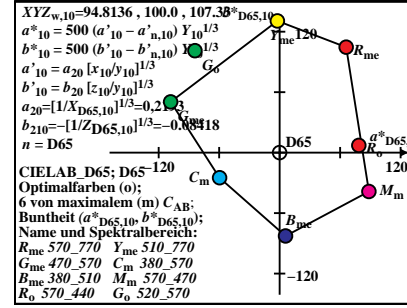 XYZw,10=94.8136, 100.0, 107.33
b*D65,10
a*10 = 500 (a'10 - a'n,10) Y10^1/3
b*10 = 500 (b'10 - b'n,10) Y10^1/3
a'10 = a20 [x10/y10]^1/3
b'10 = b20 [z10/y10]^1/3
a20=[1/XD65,10]^1/3=0,21
b210=−[1/ZD65,10]^1/3=−0.08418
n = D65
CIELAB_D65; D65
Optimalfarben (o);
6 von maximalem (m) CAB;
Buntheit (a*D65,10, b*D65,10);
Name und Spektralbereich:
Rme 570_770 Yme 510_770
Gme 470_570 Cm 380_570
Bme 380_510 Mm 570_470
Ro 570_440 Go 520_570
120
Yme
Rme
Go
Gme
D65
a*D65
Ro
−120
120
Cm
Mm
Bme
−120